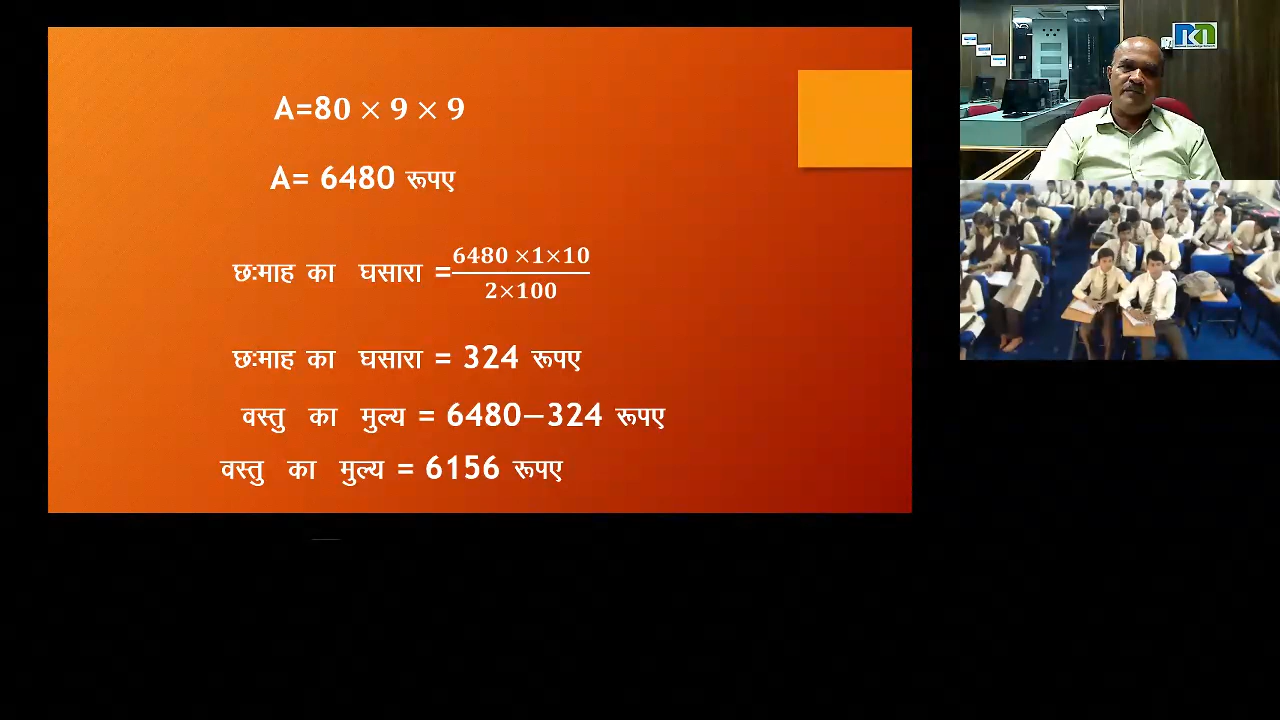 A=80 × 9 × 9
A= 6480 रूपए
छःमाह का घसारा =6480 ×1×10/2×100
छःमाह का घसारा = 324 रूपए
वस्तु का मुल्य = 6480−324 रूपए
वस्तु का मुल्य = 6156 रूपए